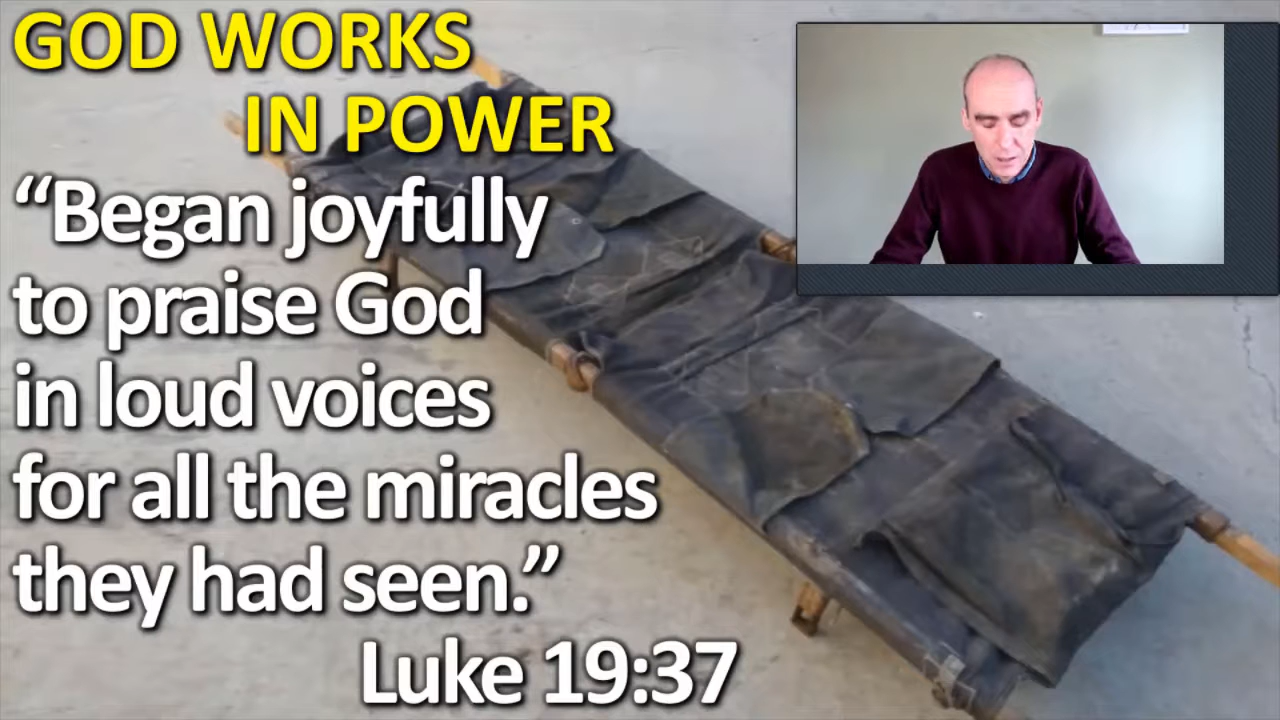 GOD WORKS
IN POWER
“Began joyfully
to praise God
in loud voices
for all the miracles
they had seen.”
Luke 19:37